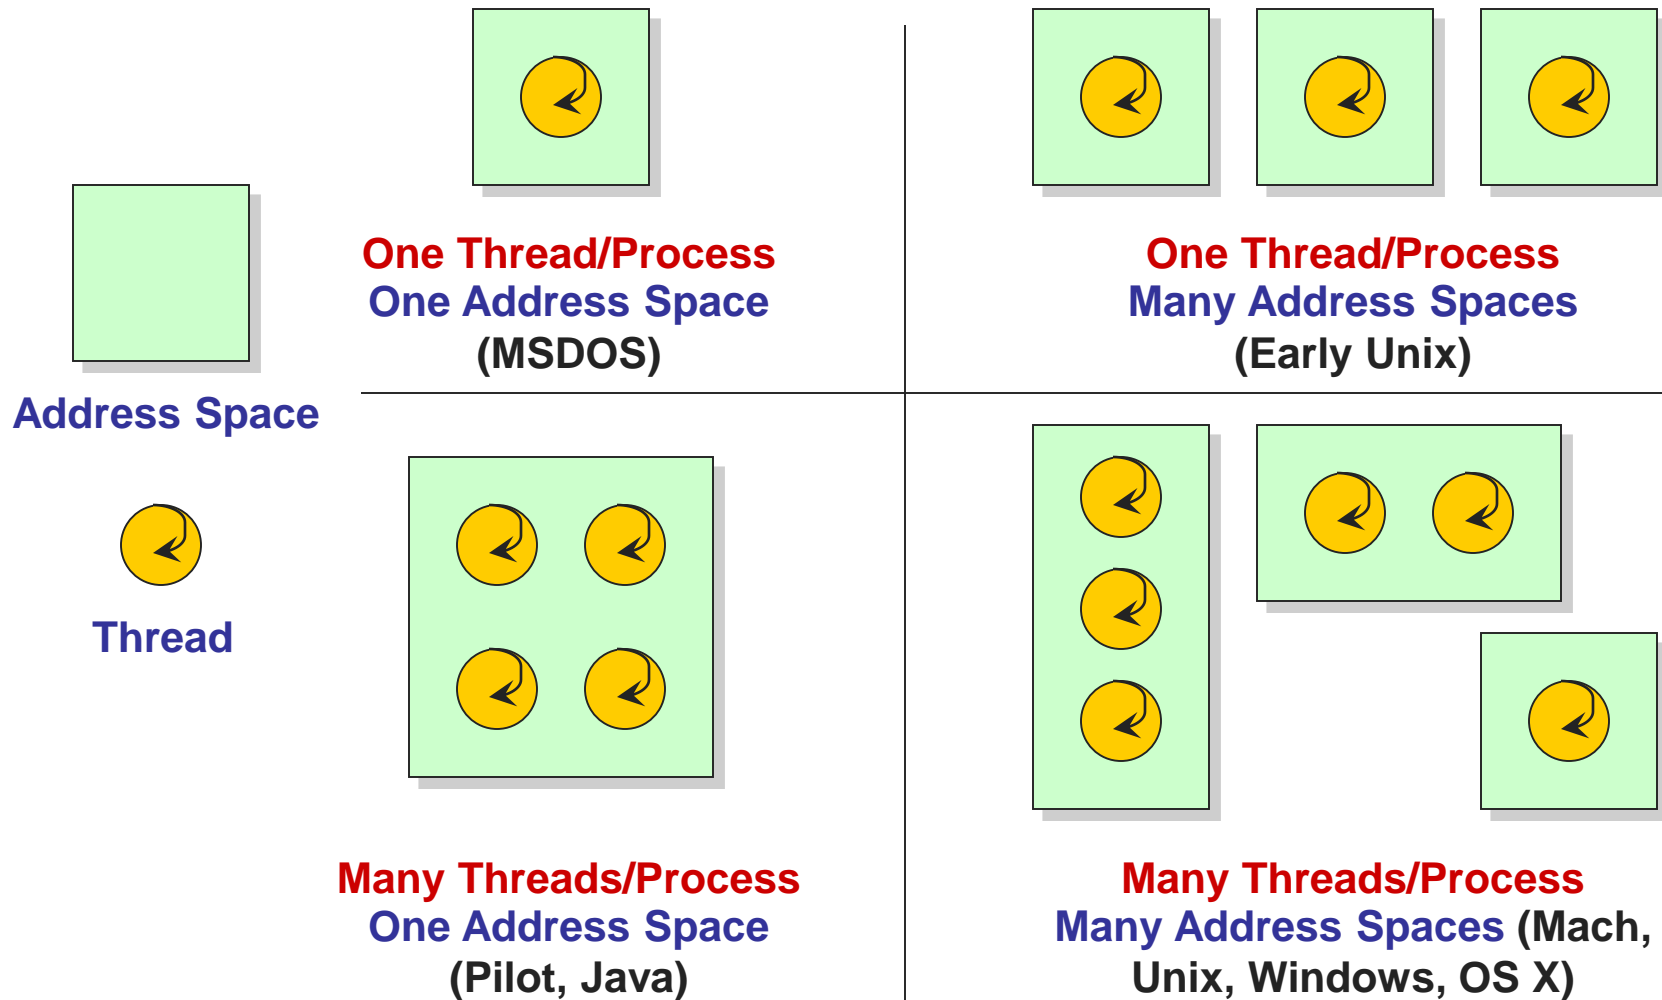 Address Space
Thread
One Thread/Process
One Address Space
(MSDOS)
One Thread/Process
Many Address Spaces
(Early Unix)
Many Threads/Process
One Address Space
(Pilot, Java)
Many Threads/Process
Many Address Spaces (Mach,
Unix, Windows, OS X)